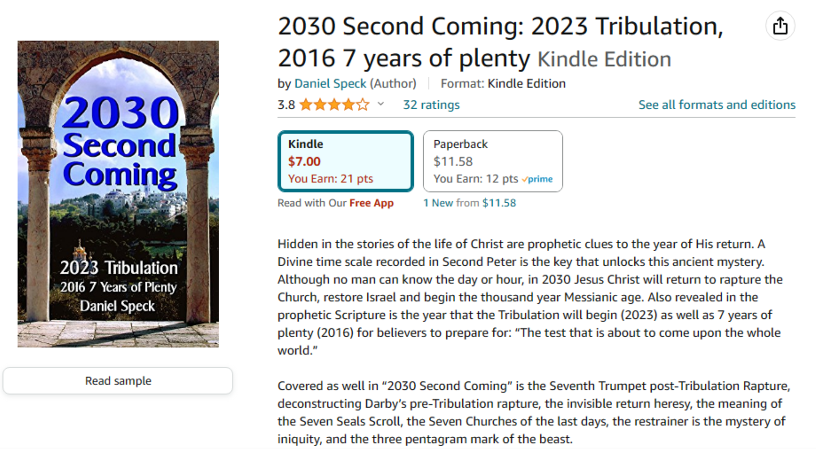 2030 Second Coming: 2023 Tribulation,
2016 7 years of plenty Kindle Edition
by Daniel Speck (Author) Format: Kindle Edition
3.8 32 ratings See all formats and editions
2030
Second
Coming
2023 Tribulation
2016 7 Years of Plenty
Daniel Speck
Read sample
Kindle
$7.00
You Earn: 21 pts
Paperback
$11.58
You Earn: 12 pts prime
Read with Our Free App
1 New from $11.58
Hidden in the stories of the life of Christ are prophetic clues to the year of His return. A
Divine time scale recorded in Second Peter is the key that unlocks this ancient mystery.
Although no man can know the day or hour, in 2030 Jesus Christ will return to rapture the
Church, restore Israel and begin the thousand year Messianic age. Also revealed in the
prophetic Scripture is the year that the Tribulation will begin (2023) as well as 7 years of
plenty (2016) for believers to prepare for: “The test that is about to come upon the whole
world.”
Covered as well in “2030 Second Coming” is the Seventh Trumpet post-Tribulation Rapture,
deconstructing Darby’s pre-Tribulation rapture, the invisible return heresy, the meaning of
the Seven Seals Scroll, the Seven Churches of the last days, the restrainer is the mystery of
iniquity, and the three pentagram mark of the beast.